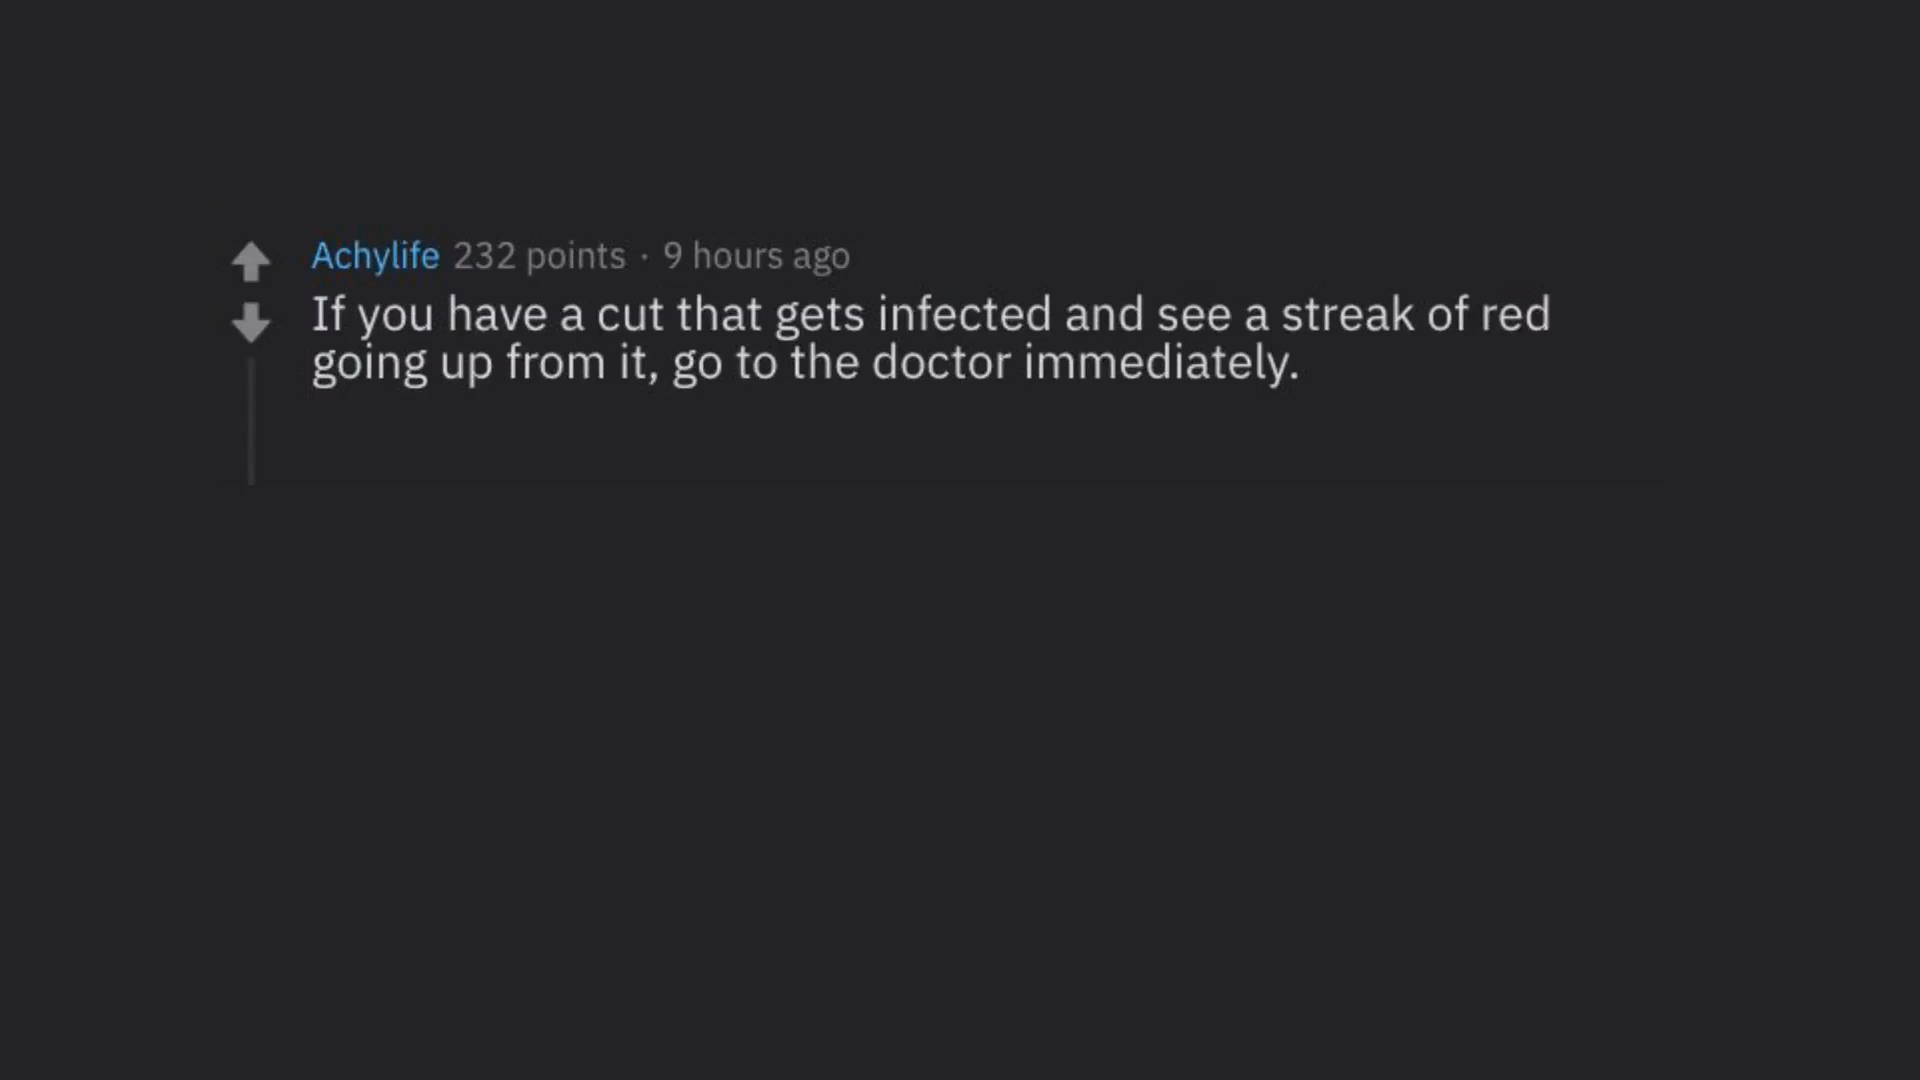 Achylife 232 points · 9 hours ago
If you have a cut that gets infected and see a streak of red
going up from it, go to the doctor immediately.